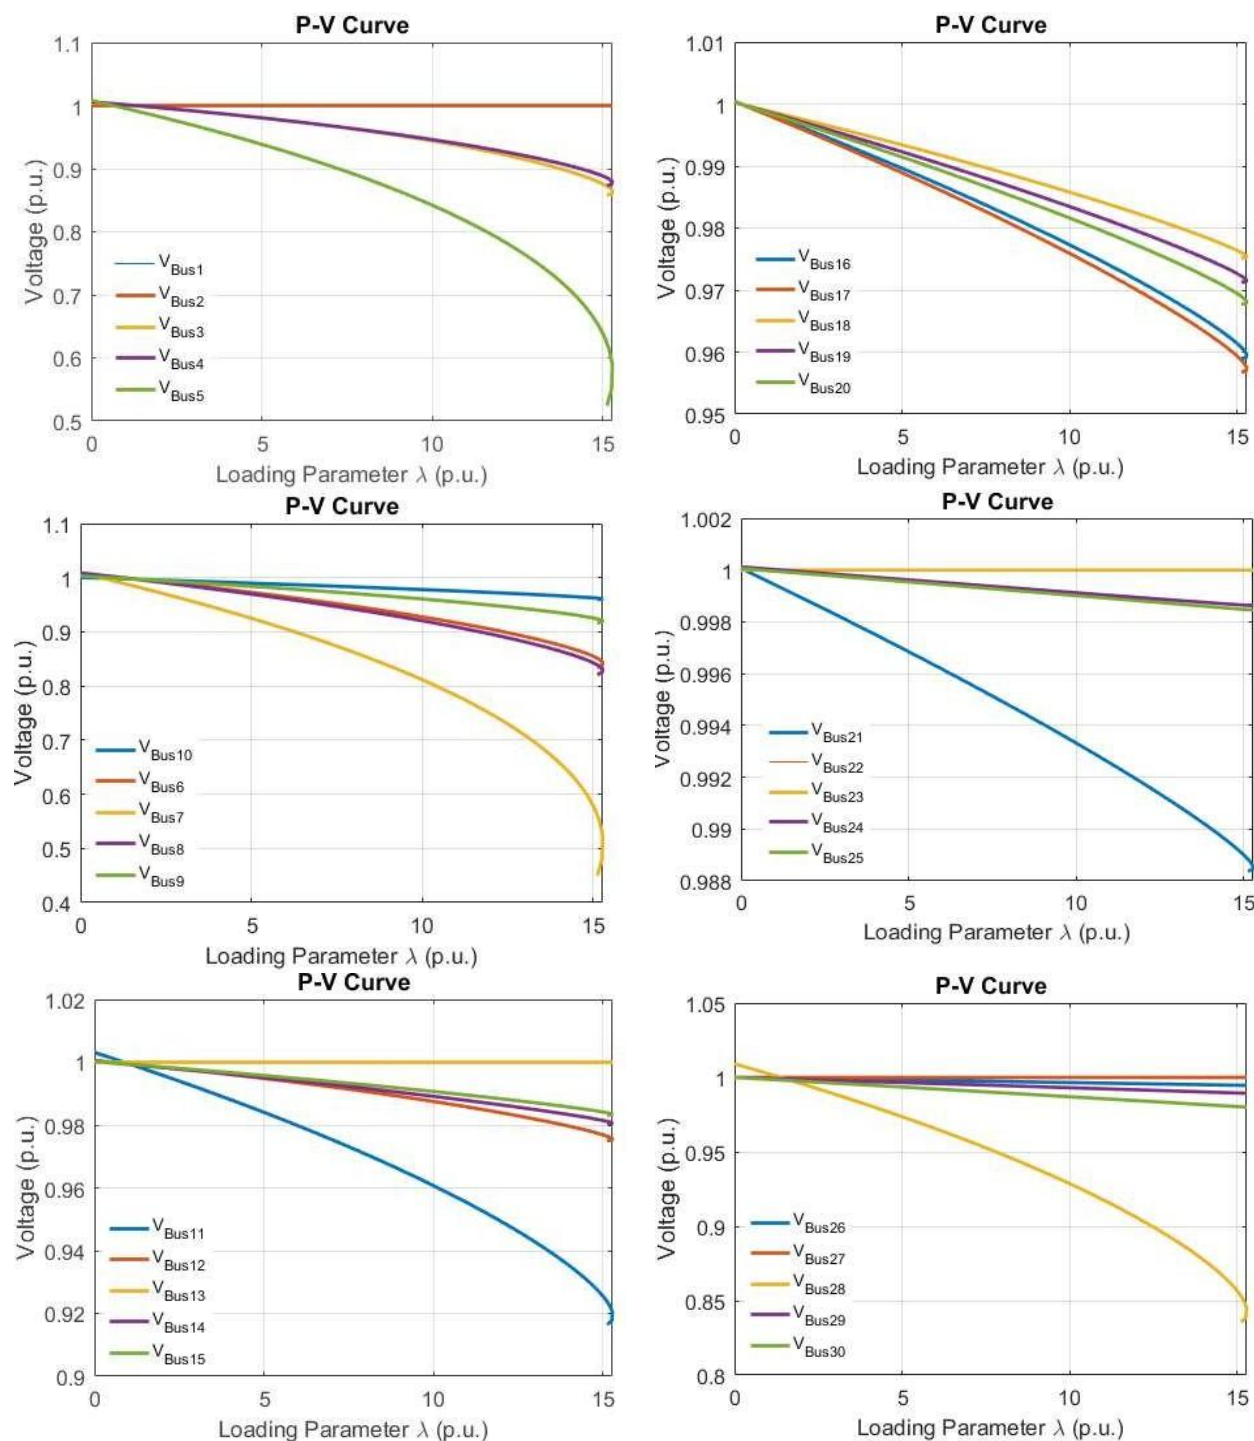 P-V Curve
1.1
1
0.9
0.8
0.7
0.6
0.5
Voltage (p.u.)
V_Bus1
V_Bus2
V_Bus3
V_Bus4
V_Bus5
0 5 10 15
Loading Parameter λ (p.u.)
P-V Curve
1.01
1
0.99
0.98
0.97
0.96
0.95
Voltage (p.u.)
V_Bus16
V_Bus17
V_Bus18
V_Bus19
V_Bus20
0 5 10 15
Loading Parameter λ (p.u.)
P-V Curve
1.1
1
0.9
0.8
0.7
0.6
0.5
0.4
Voltage (p.u.)
V_Bus10
V_Bus6
V_Bus7
V_Bus8
V_Bus9
0 5 10 15
Loading Parameter λ (p.u.)
P-V Curve
1.002
1
0.998
0.996
0.994
0.992
0.99
0.988
Voltage (p.u.)
V_Bus21
V_Bus22
V_Bus23
V_Bus24
V_Bus25
0 5 10 15
Loading Parameter λ (p.u.)
P-V Curve
1.02
1
0.98
0.96
0.94
0.92
0.9
Voltage (p.u.)
V_Bus11
V_Bus12
V_Bus13
V_Bus14
V_Bus15
0 5 10 15
Loading Parameter λ (p.u.)
P-V Curve
1.05
1
0.95
0.9
0.85
0.8
Voltage (p.u.)
V_Bus26
V_Bus27
V_Bus28
V_Bus29
V_Bus30
0 5 10 15
Loading Parameter λ (p.u.)